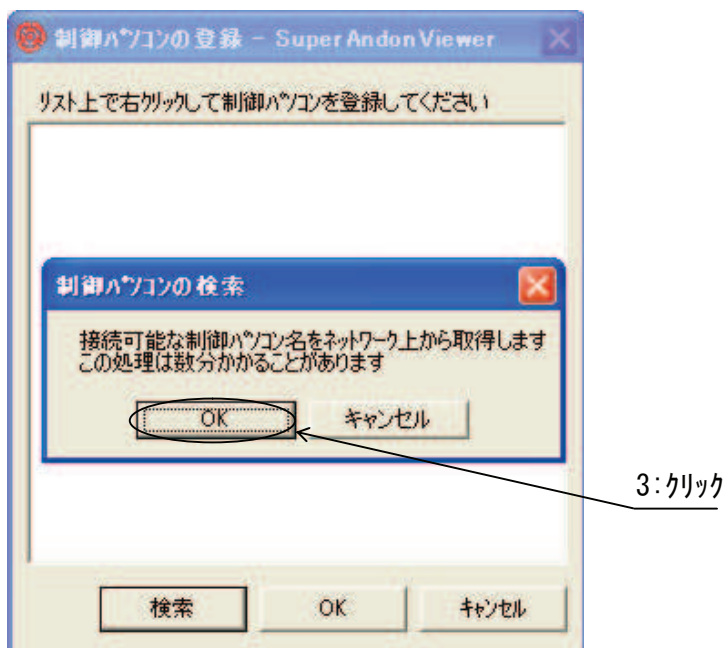 制御ﾊﾟｿｺﾝの登録 - Super Andon Viewer
ﾘｽﾄ上で右ｸﾘｯｸして制御ﾊﾟｿｺﾝを登録してください
制御ﾊﾟｿｺﾝの検索
接続可能な制御ﾊﾟｿｺﾝ名をﾈｯﾄﾜｰｸ上から取得します
この処理は数分かかることがあります
OK キャンセル
3:ｸﾘｯｸ
検索 OK ｷｬﾝｾﾙ